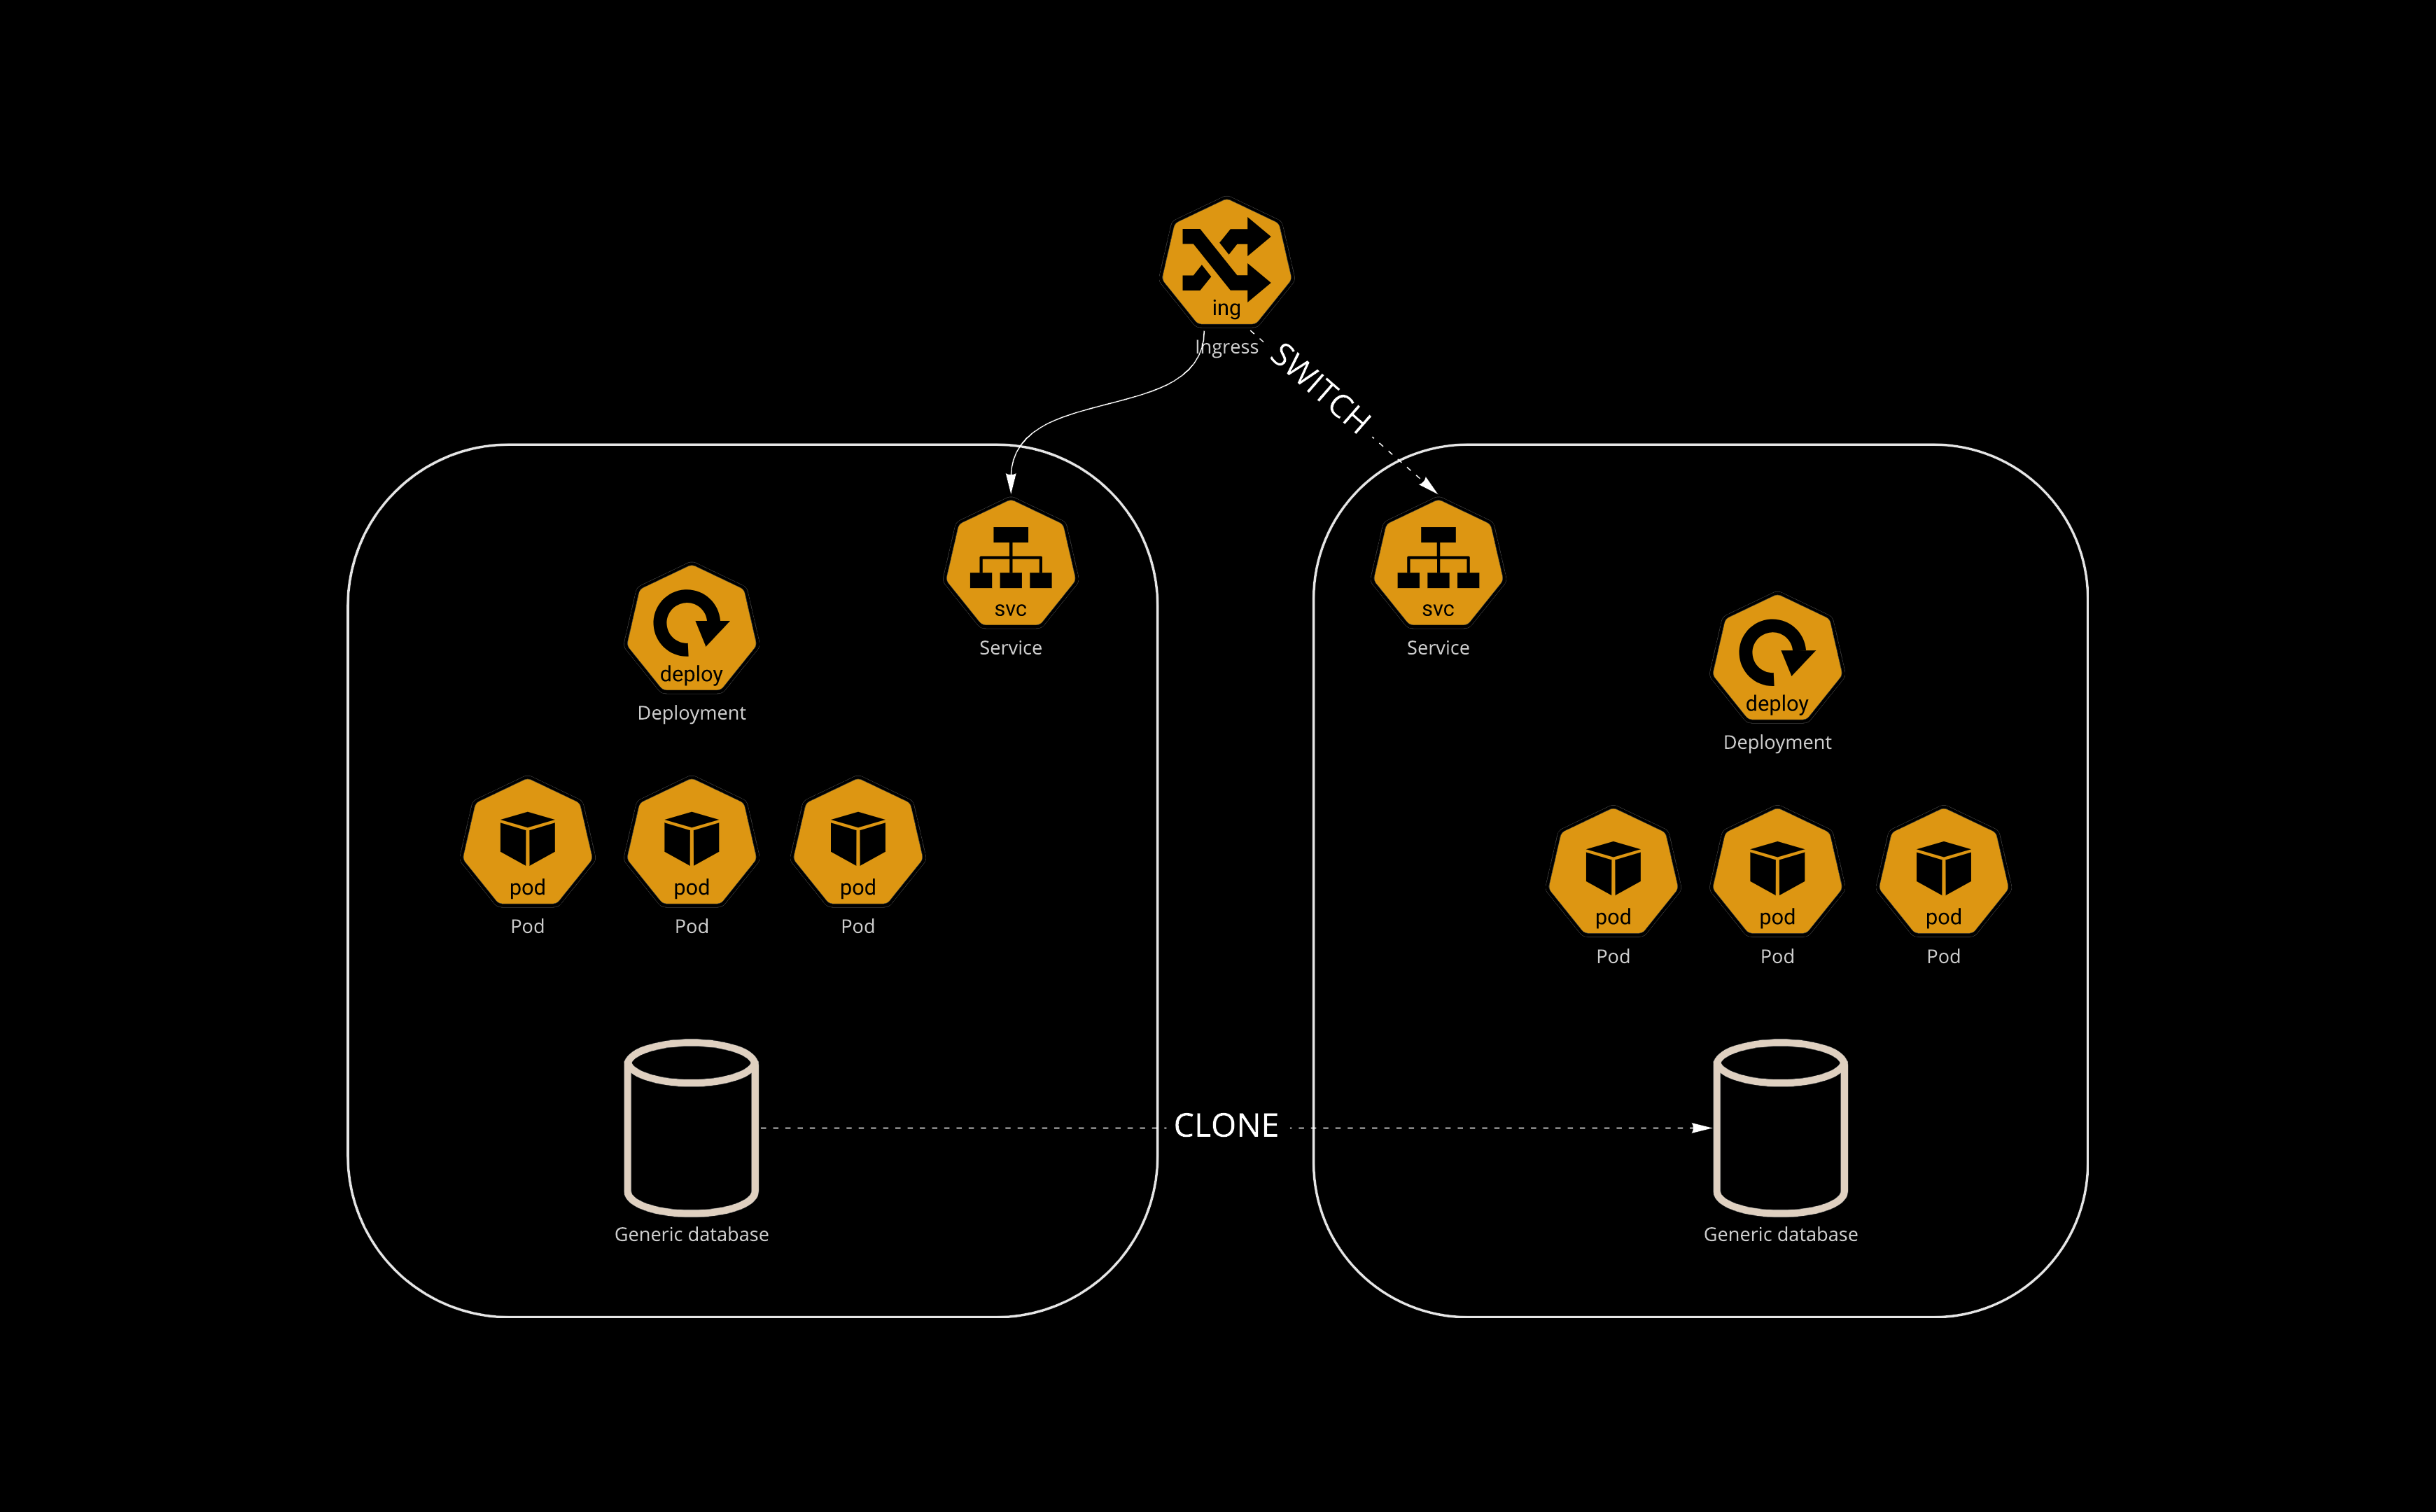 ing
Ingress
SWITCH
svc
Service
svc
Service
deploy
Deployment
deploy
Deployment
pod
Pod
pod
Pod
pod
Pod
pod
Pod
pod
Pod
pod
Pod
CLONE
Generic database
Generic database